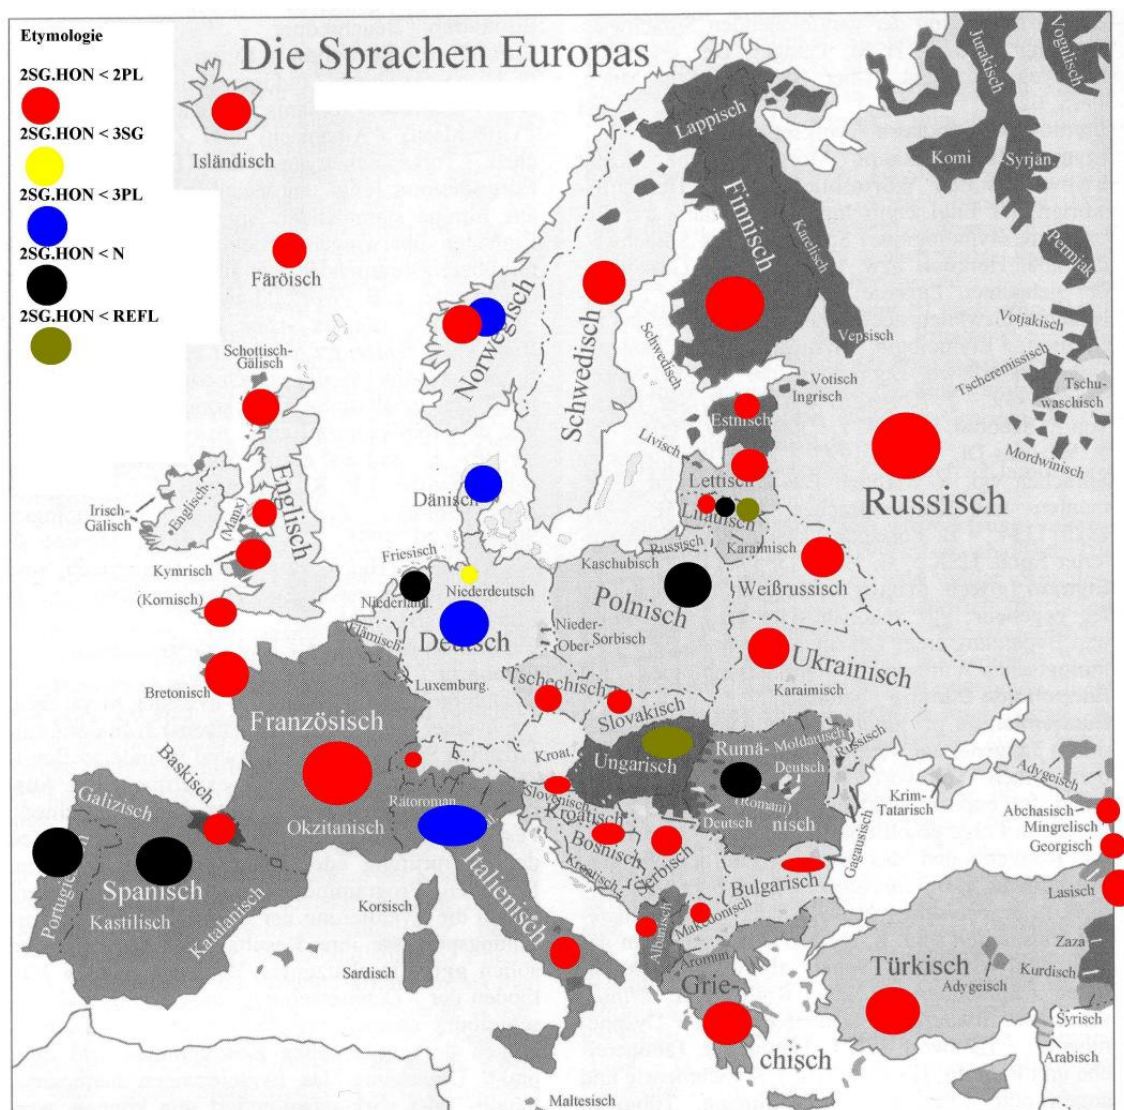 Etymologie
Die Sprachen Europas
2SG.HON < 2PL
2SG.HON < 3SG
2SG.HON < 3PL
2SG.HON < N
2SG.HON < REFL
Isländisch
Färöisch
Lappisch
Jurakisch
Vogulisch
Komi
Syrjän.
Permjak
Finnisch
Karelisch
Norwegisch
Schwedisch
Schwedisch
Vepsisch
Votjakisch
Tscheremissisch
Tschu-
waschisch
Mordwinisch
Schottisch-
Gälisch
Votisch
Ingrisch
Estnisch
Livisch
Lettisch
Litauisch
Russisch
Irisch-
Gälisch
Englisch
(Manx)
Englisch
Dänisch
Kymrisch
(Kornisch)
Friesisch
Niederländ.
Niederdeutsch
Kaschubisch
Russisch
Karaimisch
Weißrussisch
Polnisch
Flämisch
Deutsch
Nieder-
Ober-
Sorbisch
Luxemburg.
Ukrainisch
Karaimisch
Bretonisch
Französisch
Tschechisch
Slovakisch
Kroat.
Ungarisch
Rumä-
nisch
Moldauisch
Deutsch
(Romani)
Deutsch
Russisch
Krim-
Tatarisch
Gagausisch
Adygeisch
Abchasisch
Mingrelisch
Georgisch
Lasisch
Baskisch
Galizisch
Okzitanisch
Rätoroman
Slovenisch
Kroatisch
Bosnisch
Kroatisch
Serbisch
Bulgarisch
Portugiesisch
Spanisch
Kastilisch
Katalanisch
Korsisch
Sardisch
Italienisch
Albanisch
Makedonisch
Aromun.
Grie-
chisch
Türkisch
Adygeisch
Zaza
Kurdisch
Syrisch
Arabisch
Maltesisch